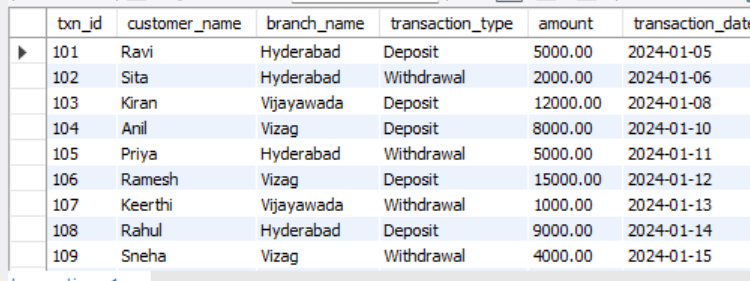 txn_id customer_name branch_name transaction_type amount transaction_date
101 Ravi Hyderabad Deposit 5000.00 2024-01-05
102 Sita Hyderabad Withdrawal 2000.00 2024-01-06
103 Kiran Vijayawada Deposit 12000.00 2024-01-08
104 Anil Vizag Deposit 8000.00 2024-01-10
105 Priya Hyderabad Withdrawal 5000.00 2024-01-11
106 Ramesh Vizag Deposit 15000.00 2024-01-12
107 Keerthi Vijayawada Withdrawal 1000.00 2024-01-13
108 Rahul Hyderabad Deposit 9000.00 2024-01-14
109 Sneha Vizag Withdrawal 4000.00 2024-01-15